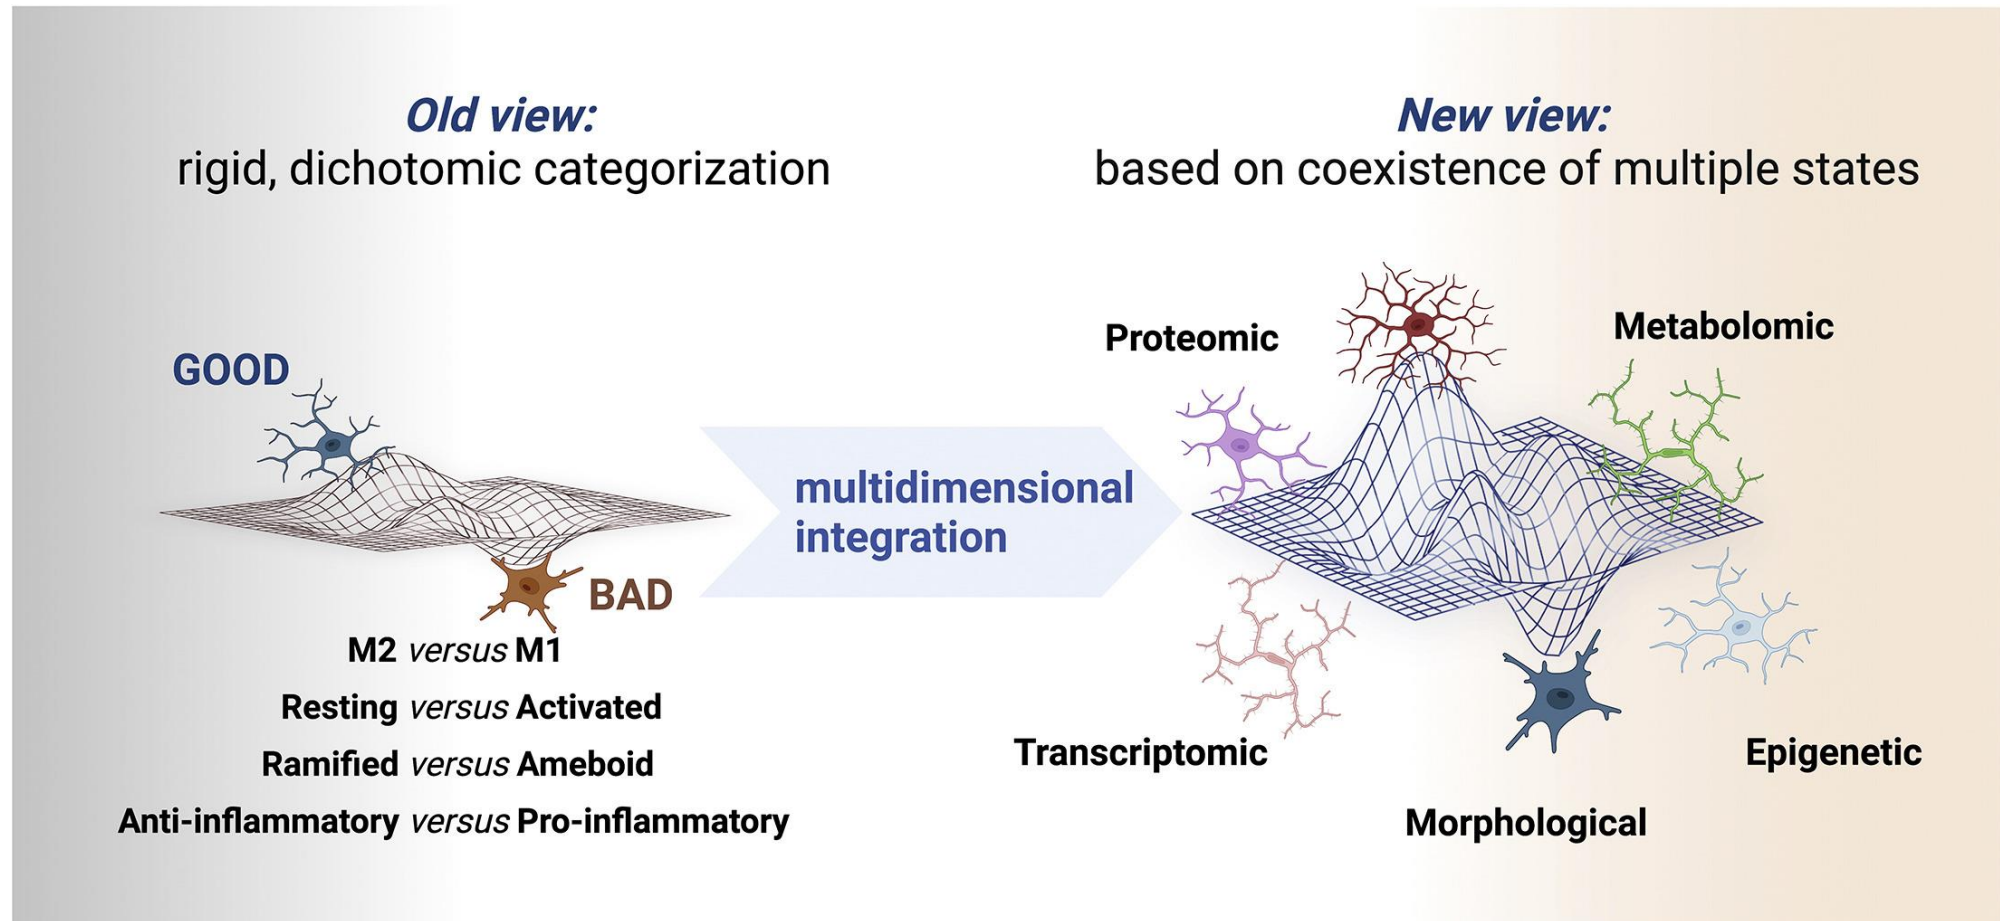 Old view:
rigid, dichotomic categorization
GOOD
BAD
M2 versus M1
Resting versus Activated
Ramified versus Ameboid
Anti-inflammatory versus Pro-inflammatory
multidimensional
integration
New view:
based on coexistence of multiple states
Proteomic
Metabolomic
Transcriptomic
Epigenetic
Morphological